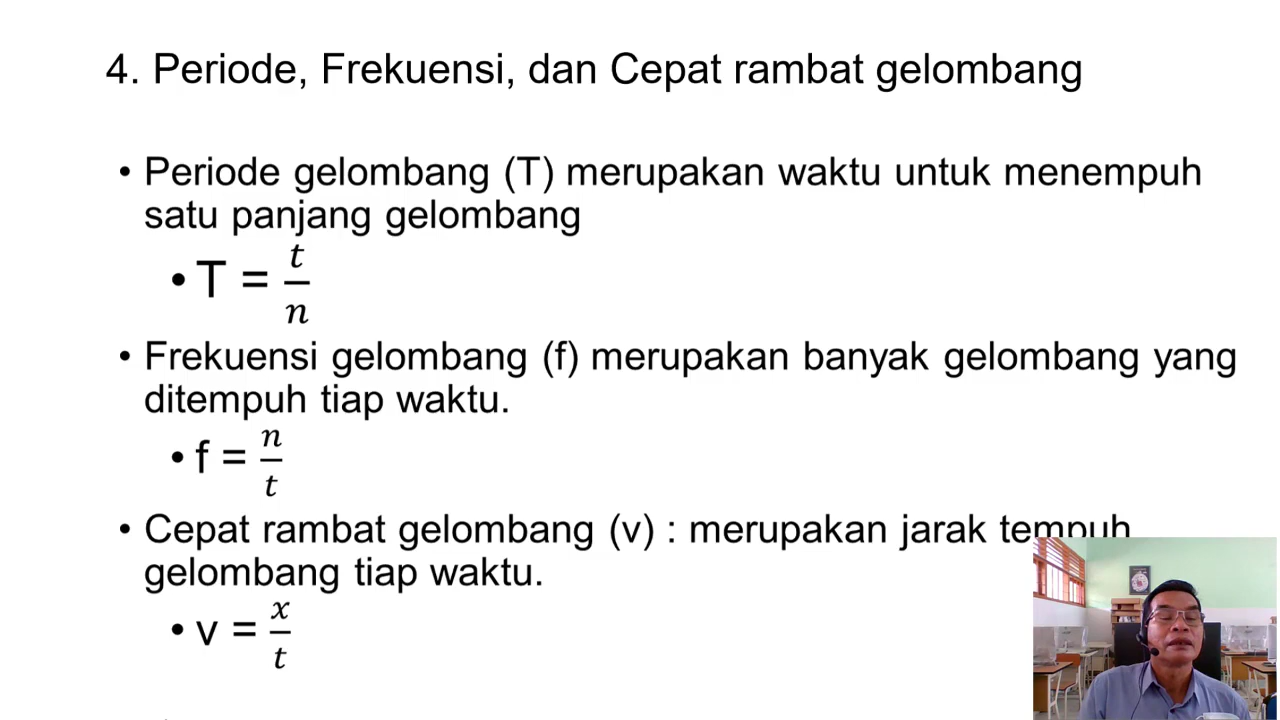 4. Periode, Frekuensi, dan Cepat rambat gelombang
• Periode gelombang (T) merupakan waktu untuk menempuh
satu panjang gelombang
• T = t/n
• Frekuensi gelombang (f) merupakan banyak gelombang yang
ditempuh tiap waktu.
• f = n/t
• Cepat rambat gelombang (v) : merupakan jarak tempuh
gelombang tiap waktu.
• v = x/t